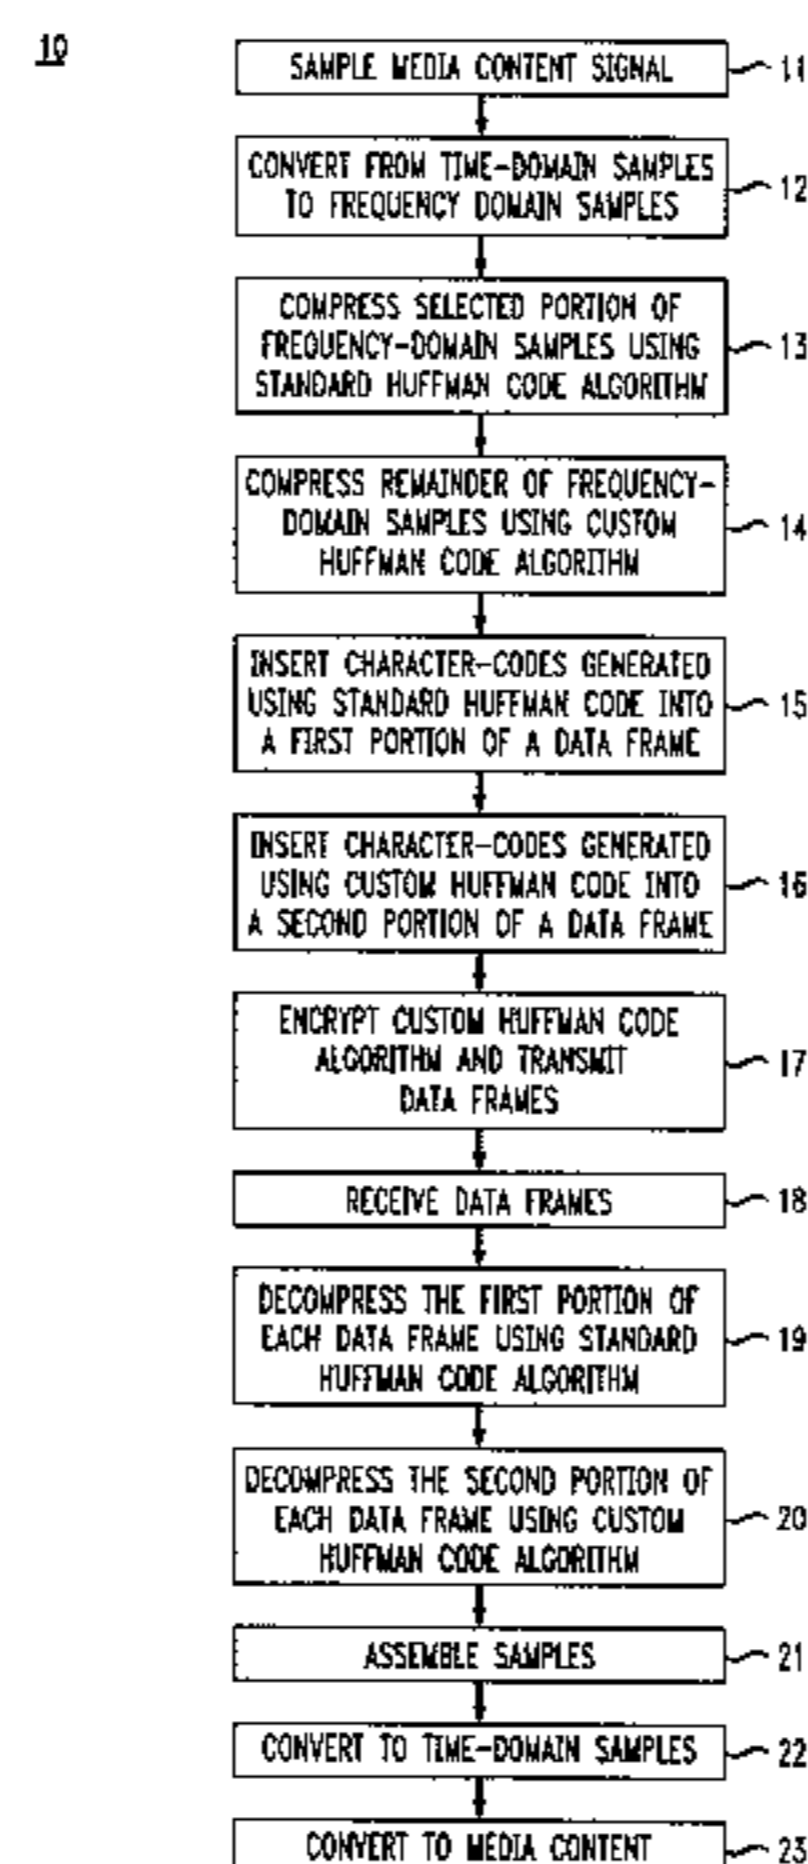 10
SAMPLE MEDIA CONTENT SIGNAL
11
CONVERT FROM TIME-DOMAIN SAMPLES
TO FREQUENCY DOMAIN SAMPLES
12
COMPRESS SELECTED PORTION OF
FREQUENCY-DOMAIN SAMPLES USING
STANDARD HUFFMAN CODE ALGORITHM
13
COMPRESS REMAINDER OF FREQUENCY-
DOMAIN SAMPLES USING CUSTOM
HUFFMAN CODE ALGORITHM
14
INSERT CHARACTER-CODES GENERATED
USING STANDARD HUFFMAN CODE INTO
A FIRST PORTION OF A DATA FRAME
15
INSERT CHARACTER-CODES GENERATED
USING CUSTOM HUFFMAN CODE INTO
A SECOND PORTION OF A DATA FRAME
16
ENCRYPT CUSTOM HUFFMAN CODE
ALGORITHM AND TRANSMIT
DATA FRAMES
17
RECEIVE DATA FRAMES
18
DECOMPRESS THE FIRST PORTION OF
EACH DATA FRAME USING STANDARD
HUFFMAN CODE ALGORITHM
19
DECOMPRESS THE SECOND PORTION OF
EACH DATA FRAME USING CUSTOM
HUFFMAN CODE ALGORITHM
20
ASSEMBLE SAMPLES
21
CONVERT TO TIME-DOMAIN SAMPLES
22
CONVERT TO MEDIA CONTENT
23